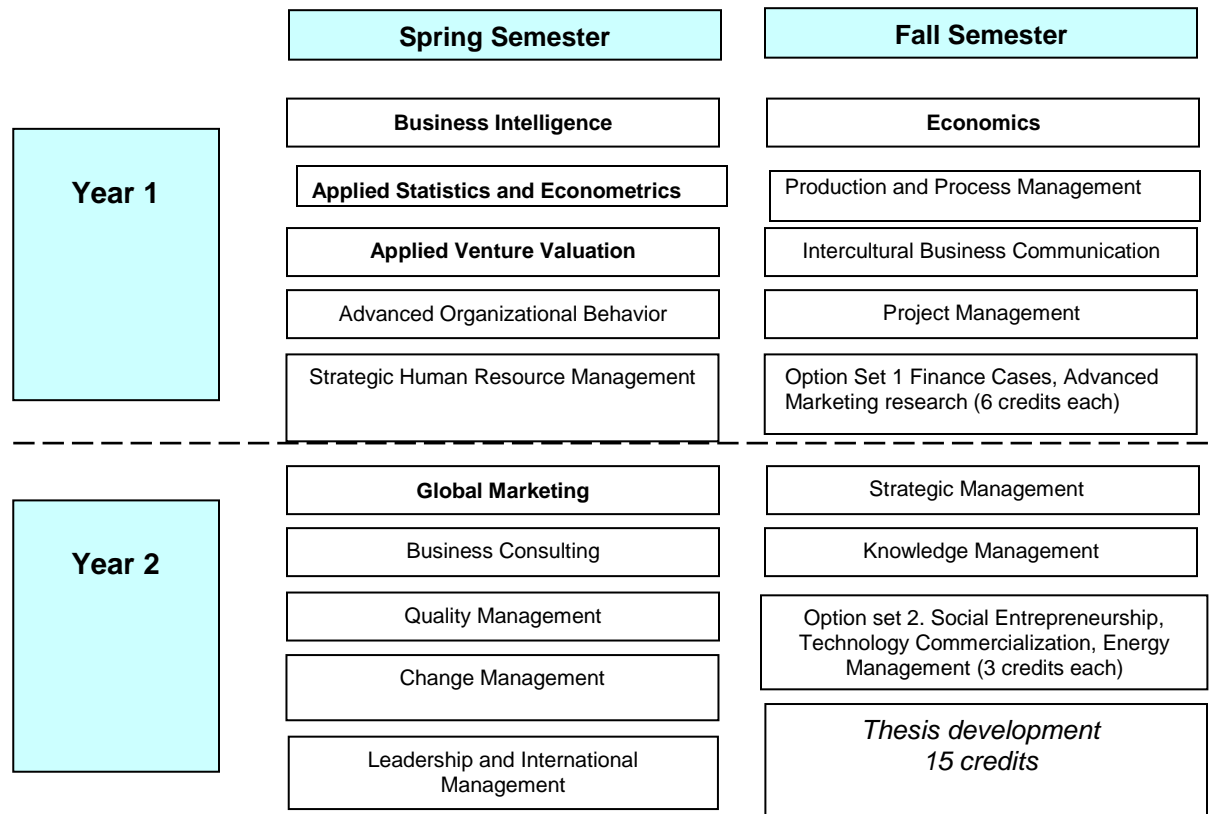 Spring Semester
Fall Semester
Year 1
Business Intelligence
Economics
Applied Statistics and Econometrics
Production and Process Management
Applied Venture Valuation
Intercultural Business Communication
Advanced Organizational Behavior
Project Management
Strategic Human Resource Management
Option Set 1 Finance Cases, Advanced
Marketing research (6 credits each)
Year 2
Global Marketing
Strategic Management
Business Consulting
Knowledge Management
Quality Management
Option set 2. Social Entrepreneurship,
Technology Commercialization, Energy
Management (3 credits each)
Change Management
Thesis development
15 credits
Leadership and International
Management